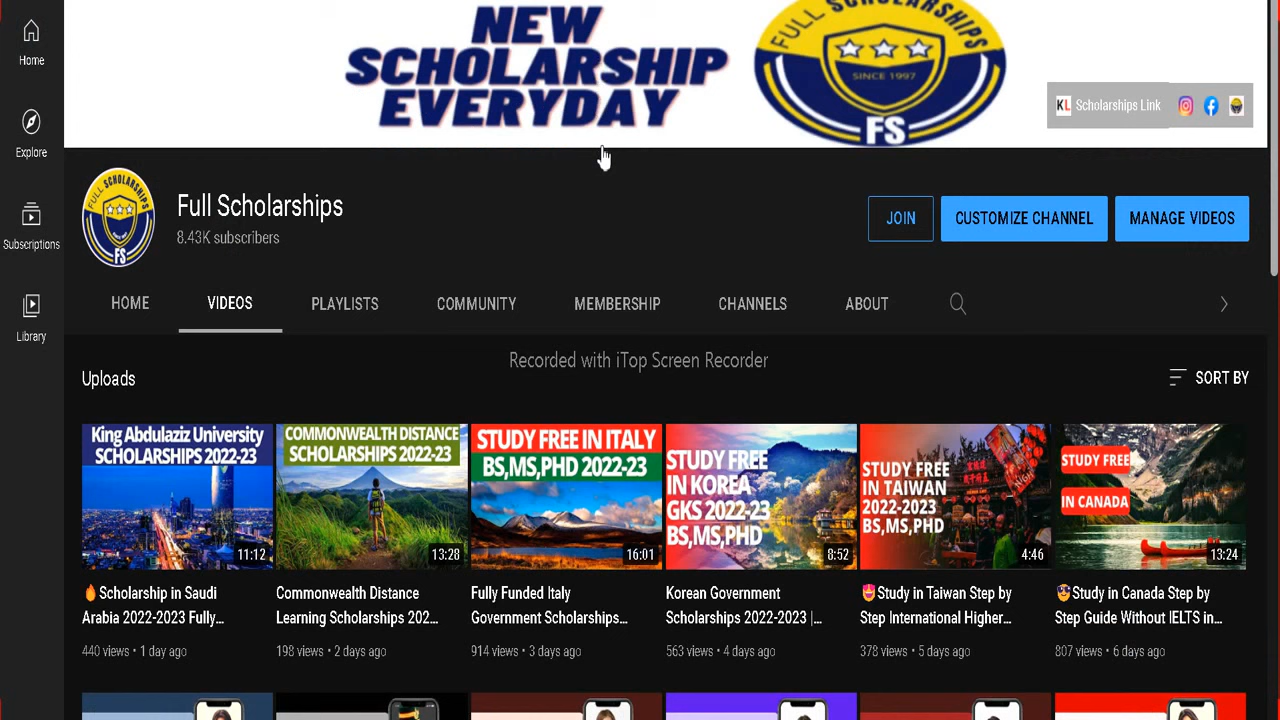 NEW
SCHOLARSHIP
EVERYDAY
FULL SCHOLARSHIPS
SINCE 1997
FS
KL Scholarships Link
Home
Explore
Subscriptions
Library
FULL SCHOLARSHIPS
FS
Full Scholarships
8.43K subscribers
JOIN
CUSTOMIZE CHANNEL
MANAGE VIDEOS
HOME VIDEOS PLAYLISTS COMMUNITY MEMBERSHIP CHANNELS ABOUT
Recorded with iTop Screen Recorder
Uploads
SORT BY
King Abdulaziz University
SCHOLARSHIPS 2022-23
11:12
🔥Scholarship in Saudi
Arabia 2022-2023 Fully...
440 views • 1 day ago
COMMONWEALTH DISTANCE
SCHOLARSHIPS 2022-23
13:28
Commonwealth Distance
Learning Scholarships 202...
198 views • 2 days ago
STUDY FREE IN ITALY
BS,MS,PHD 2022-23
16:01
Fully Funded Italy
Government Scholarships...
914 views • 3 days ago
STUDY FREE
IN KOREA
GKS 2022-23
BS,MS,PHD
8:52
Korean Government
Scholarships 2022-2023 |...
563 views • 4 days ago
STUDY FREE
IN TAIWAN
2022-2023
BS,MS,PHD
4:46
🤩Study in Taiwan Step by
Step International Higher...
378 views • 5 days ago
STUDY FREE
IN CANADA
13:24
😎Study in Canada Step by
Step Guide Without IELTS in...
807 views • 6 days ago